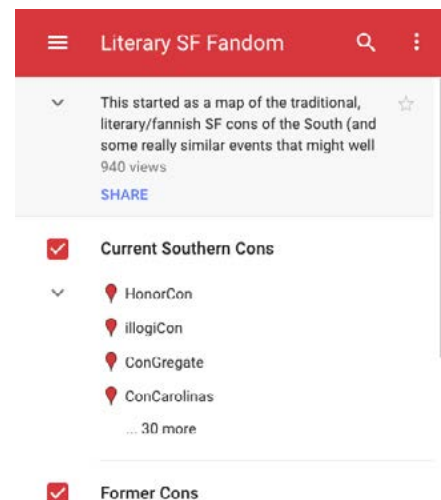 Literary SF Fandom
This started as a map of the traditional,
literary/fannish SF cons of the South (and
some really similar events that might well
940 views
SHARE
Current Southern Cons
HonorCon
illogiCon
ConGregate
ConCarolinas
... 30 more
Former Cons